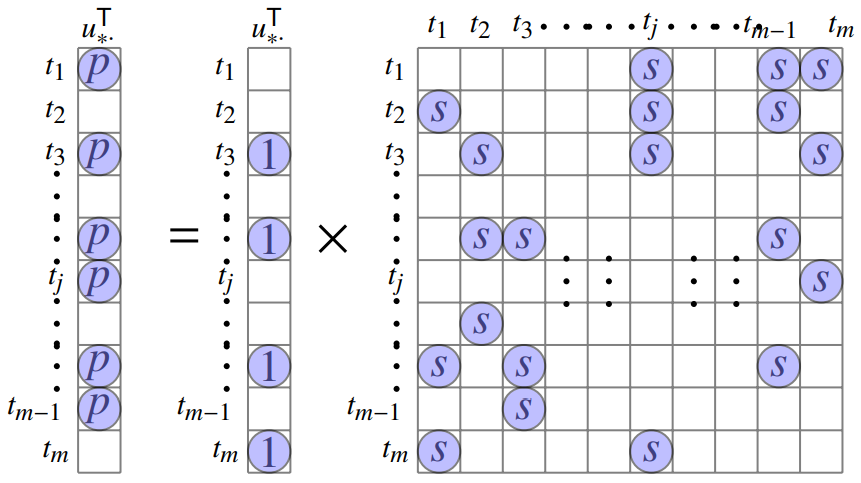 u⊤∗· u⊤∗· t1 t2 t3 ········ tj ······ tm−1 tm
t1 p t1 t1 s s s
t2 t2 t2 s s s
t3 p t3 1 t3 s s s
p = 1 × s s s
tj p tj tj s
s
p 1 s s s
tm−1 p tm−1 tm−1 s
tm tm 1 tm s s